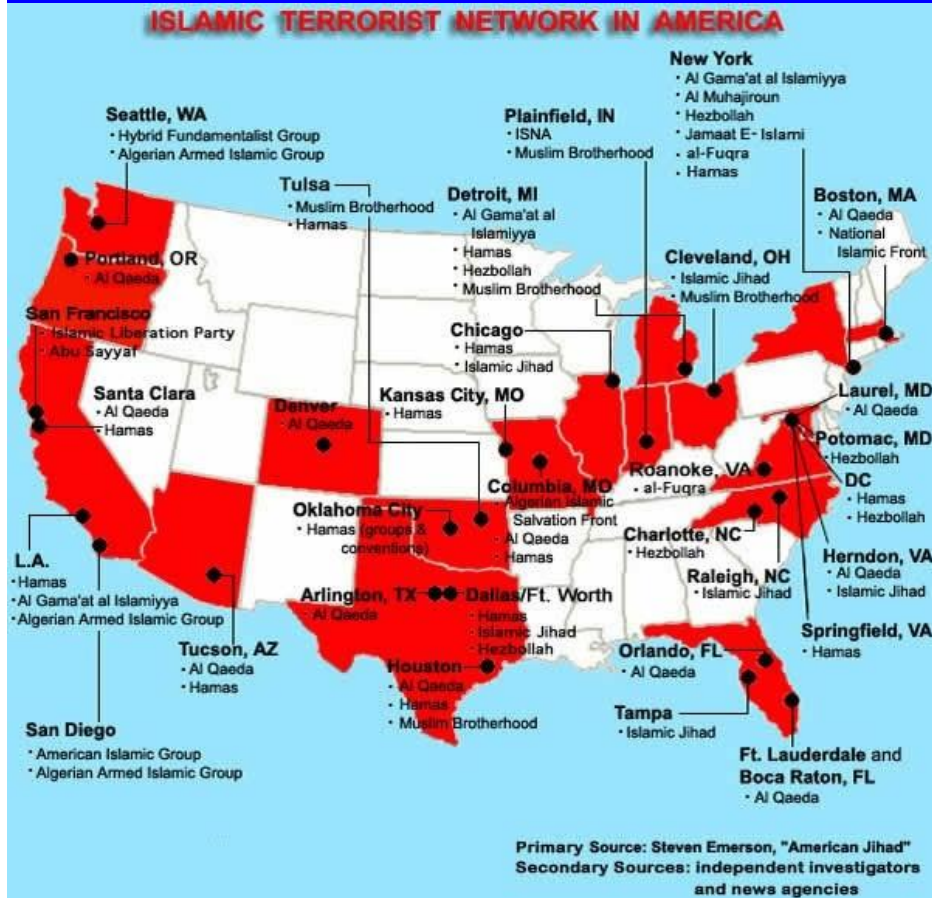 ISLAMIC TERRORIST NETWORK IN AMERICA
New York
· Al Gama'at al Islamiyya
· Al Muhajiroun
· Hezbollah
· Jamaat E- Islami
· al-Fuqra
· Hamas
Seattle, WA
· Hybrid Fundamentalist Group
· Algerian Armed Islamic Group
Plainfield, IN
· ISNA
· Muslim Brotherhood
Tulsa
· Muslim Brotherhood
· Hamas
Detroit, MI
· Al Gama'at al
Islamiyya
· Hamas
· Hezbollah
· Muslim Brotherhood
Boston, MA
· Al Qaeda
· National
Islamic Front
Cleveland, OH
· Islamic Jihad
· Muslim Brotherhood
Portland, OR
· Al Qaeda
San Francisco
· Islamic Liberation Party
· Abu Sayyaf
Chicago
· Hamas
· Islamic Jihad
Santa Clara
· Al Qaeda
· Hamas
Denver
· Al Qaeda
Kansas City, MO
· Hamas
Laurel, MD
· Al Qaeda
Potomac, MD
· Hezbollah
DC
· Hamas
· Hezbollah
Roanoke, VA
· al-Fuqra
Columbia, MO
· Algerian Islamic
Salvation Front
· Al Qaeda
· Hamas
Oklahoma City
· Hamas (groups &
conventions)
Charlotte, NC
· Hezbollah
Raleigh, NC
· Islamic Jihad
Herndon, VA
· Al Qaeda
· Islamic Jihad
L.A.
· Hamas
· Al Gama'at al Islamiyya
· Algerian Armed Islamic Group
Arlington, TX
· Al Qaeda
Dallas/Ft. Worth
· Hamas
· Islamic Jihad
· Hezbollah
Springfield, VA
· Hamas
Tucson, AZ
· Al Qaeda
· Hamas
Houston
· Al Qaeda
· Hamas
· Muslim Brotherhood
Orlando, FL
· Al Qaeda
Tampa
· Islamic Jihad
San Diego
· American Islamic Group
· Algerian Armed Islamic Group
Ft. Lauderdale and
Boca Raton, FL
· Al Qaeda
Primary Source: Steven Emerson, "American Jihad"
Secondary Sources: independent investigators
and news agencies